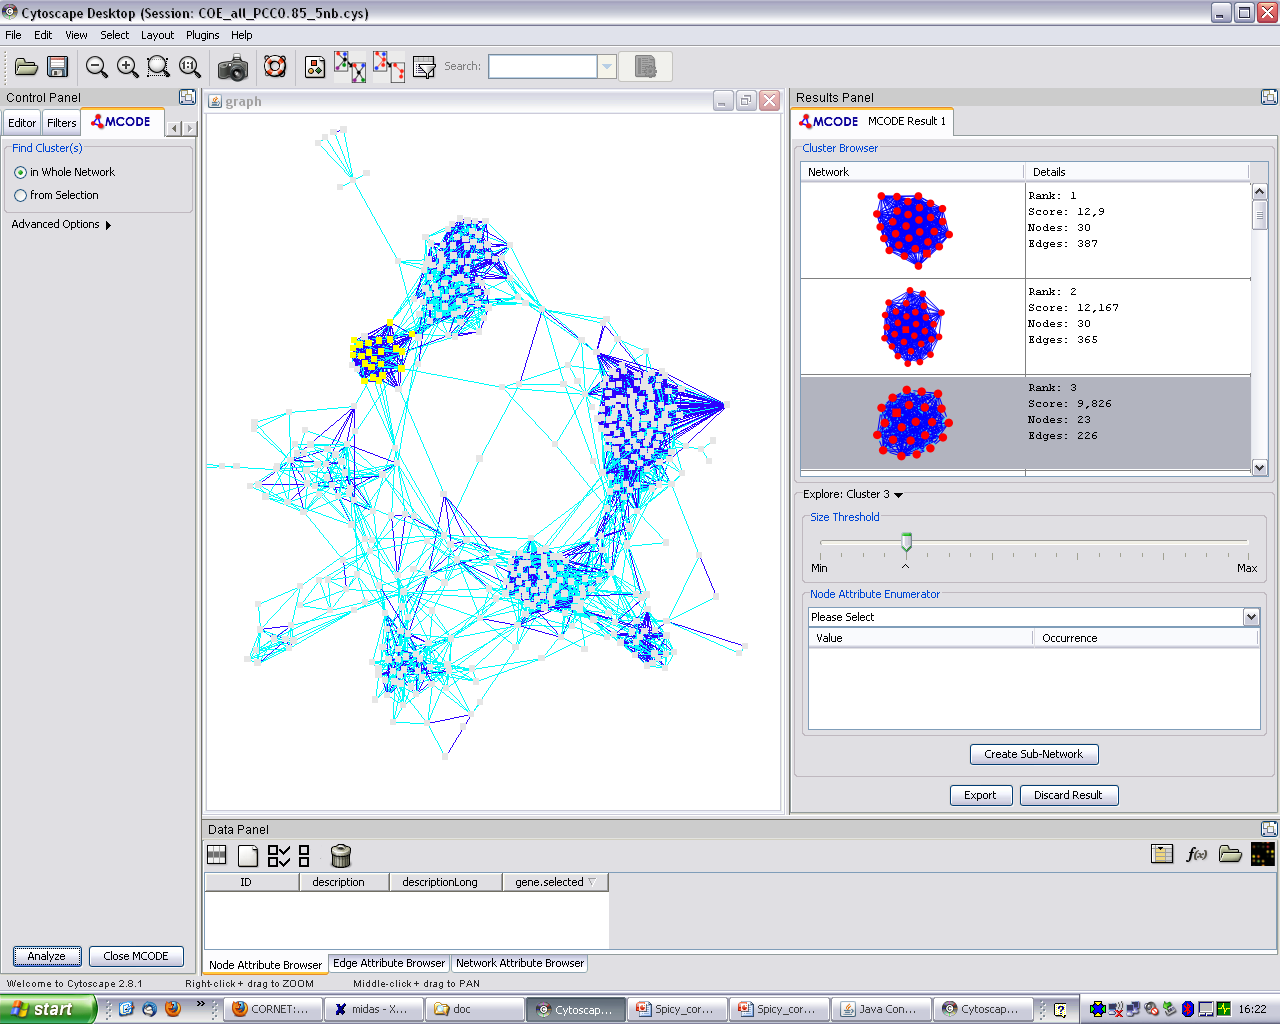 Cytoscape Desktop (Session: COE_all_PCC0.85_5nb.cys)
File Edit View Select Layout Plugins Help
Search:
Control Panel
Editor Filters MCODE
Find Cluster(s)
in Whole Network
from Selection
Advanced Options
Analyze Close MCODE
graph
Results Panel
MCODE MCODE Result 1
Cluster Browser
Network Details
Rank: 1
Score: 12,9
Nodes: 30
Edges: 387
Rank: 2
Score: 12,167
Nodes: 30
Edges: 365
Rank: 3
Score: 9,826
Nodes: 23
Edges: 226
Explore: Cluster 3
Size Threshold
Min Max
Node Attribute Enumerator
Please Select
Value Occurrence
Create Sub-Network
Export Discard Result
Data Panel
f(x)
ID description descriptionLong gene.selected
Node Attribute Browser Edge Attribute Browser Network Attribute Browser
Welcome to Cytoscape 2.8.1 Right-click + drag to ZOOM Middle-click + drag to PAN
start » CORNET:... midas - X... doc Cytoscap... Spicy_cor... Spicy_cor... Java Con... Cytoscap... » 16:22